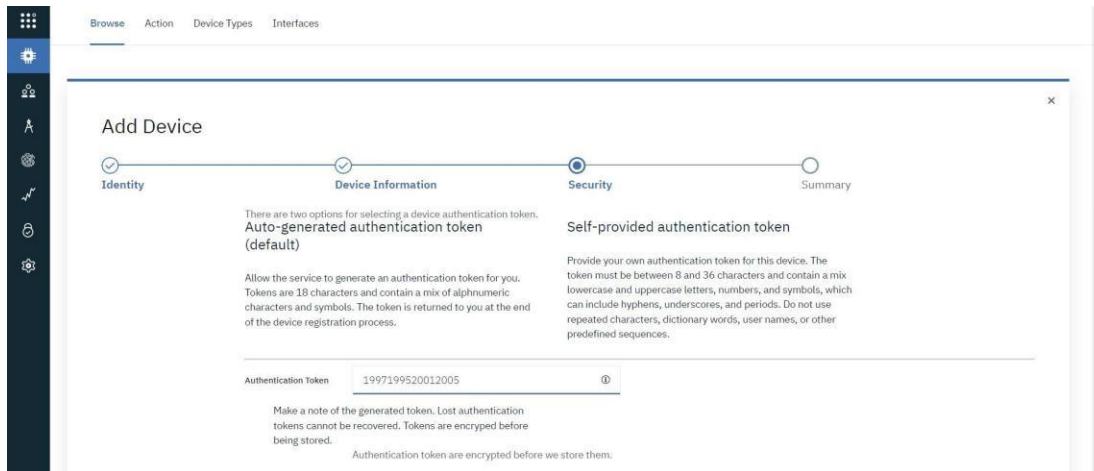 Browse Action Device Types Interfaces
×
Add Device
Identity Device Information Security Summary
There are two options for selecting a device authentication token.
Auto-generated authentication token
(default)
Allow the service to generate an authentication token for you.
Tokens are 18 characters and contain a mix of alphnumeric
characters and symbols. The token is returned to you at the end
of the device registration process.
Self-provided authentication token
Provide your own authentication token for this device. The
token must be between 8 and 36 characters and contain a mix
lowercase and uppercase letters, numbers, and symbols, which
can include hyphens, underscores, and periods. Do not use
repeated characters, dictionary words, user names, or other
predefined sequences.
Authentication Token 1997199520012005
Make a note of the generated token. Lost authentication
tokens cannot be recovered. Tokens are encryped before
being stored.
Authentication token are encrypted before we store them.